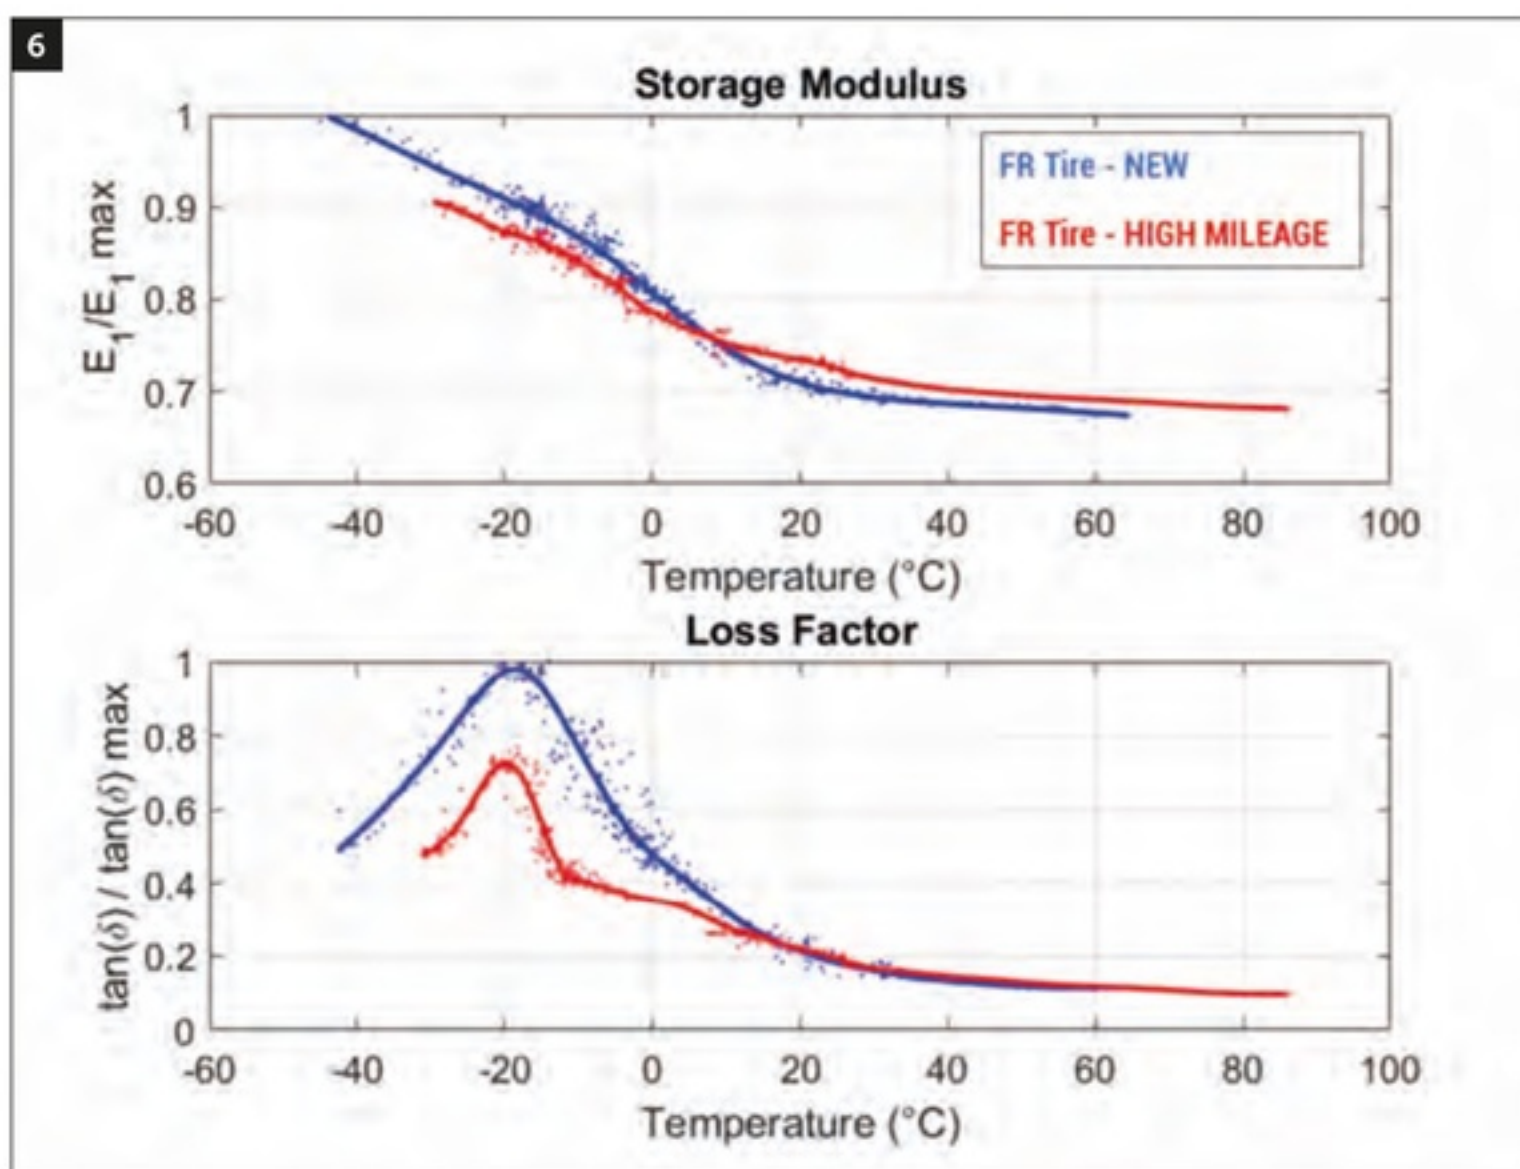 6
Storage Modulus
1
0.9
0.8
0.7
0.6
E1/E1 max
FR Tire - NEW
FR Tire - HIGH MILEAGE
-60 -40 -20 0 20 40 60 80 100
Temperature (°C)
Loss Factor
1
0.8
0.6
0.4
0.2
0
tan(δ) / tan(δ) max
-60 -40 -20 0 20 40 60 80 100
Temperature (°C)